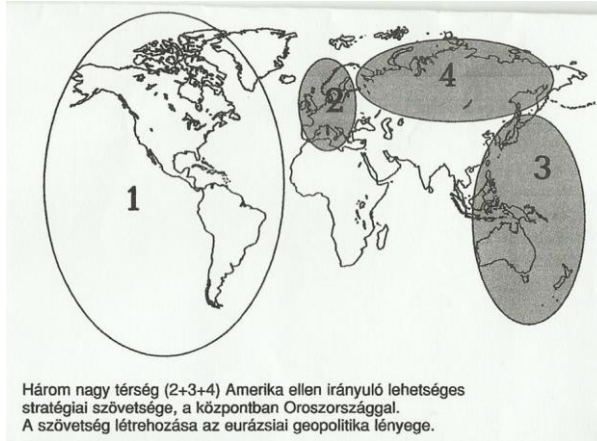 1
2
4
3
Három nagy térség (2+3+4) Amerika ellen irányuló lehetséges
stratégiai szövetsége, a központban Oroszországgal.
A szövetség létrehozása az eurázsiai geopolitika lényege.